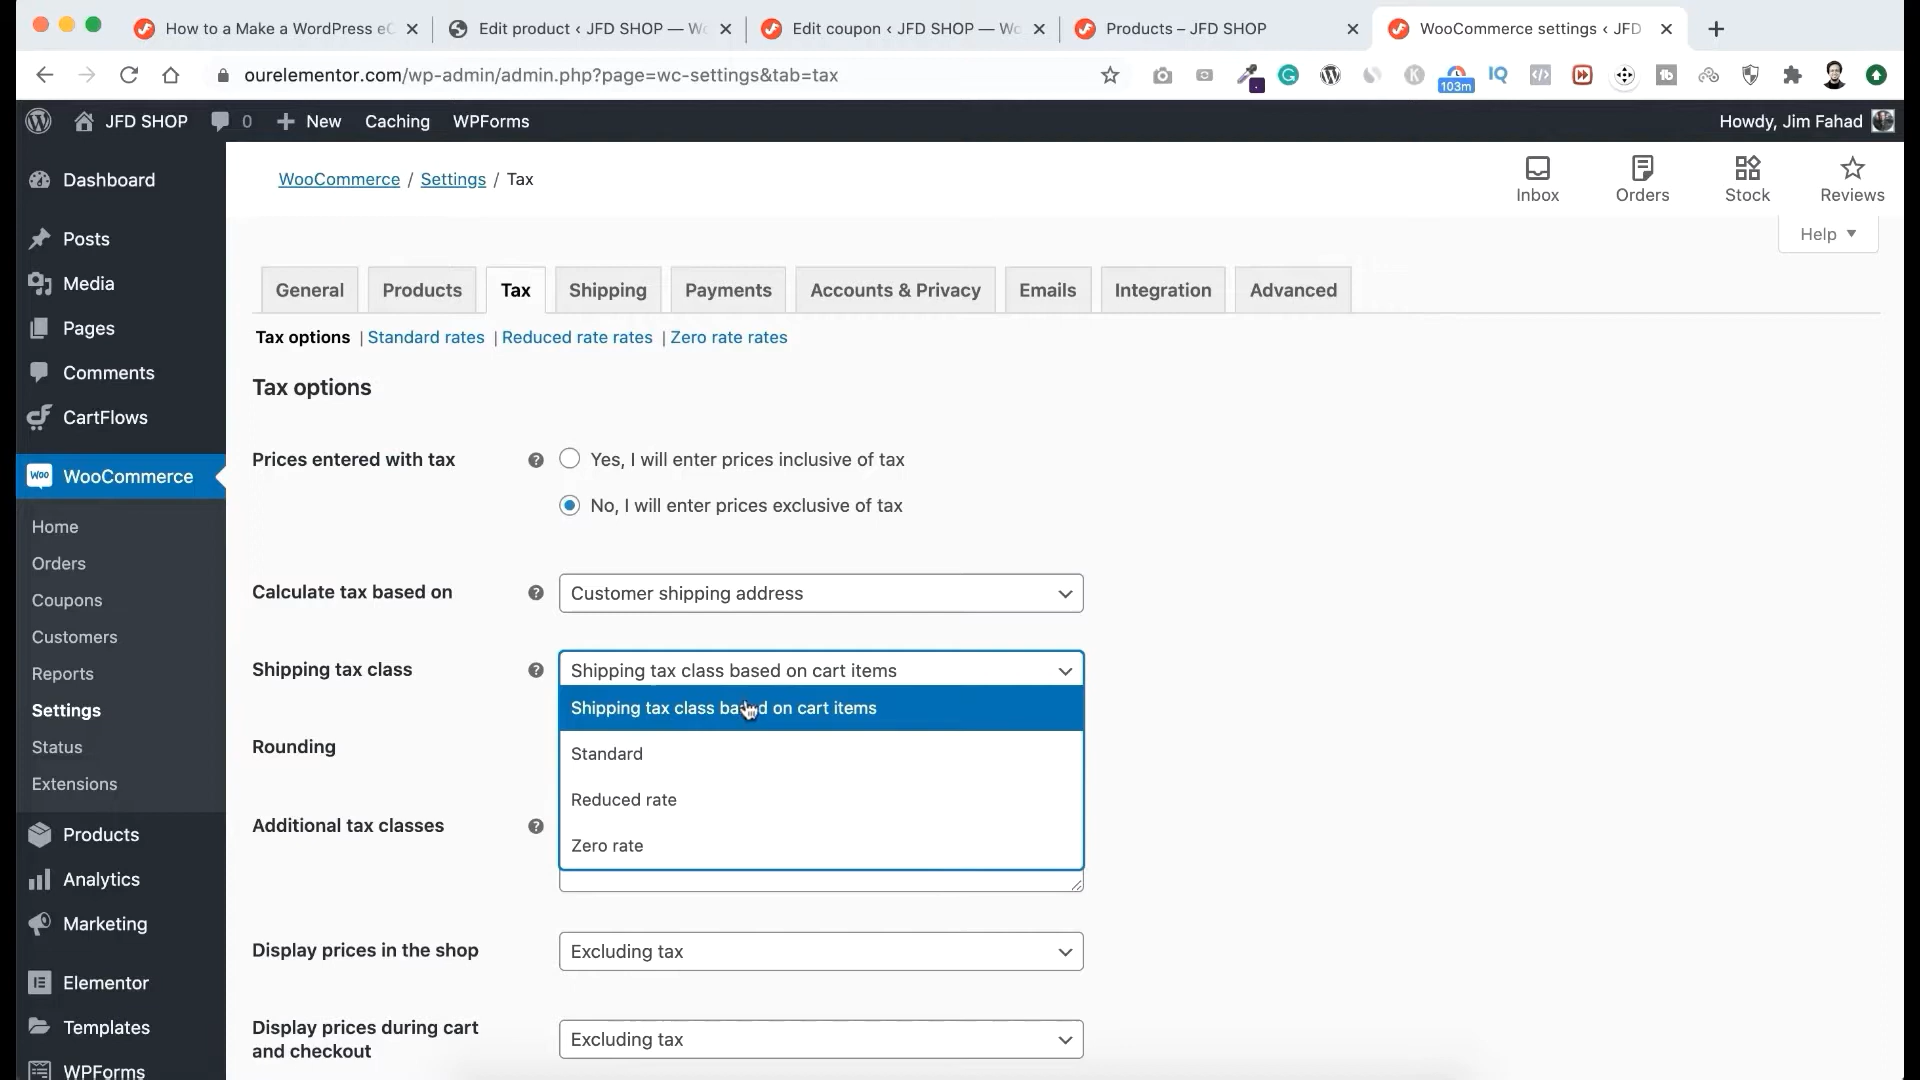 How to a Make a WordPress eC
Edit product ‹ JFD SHOP — Wo
Edit coupon ‹ JFD SHOP — Wo
Products – JFD SHOP
WooCommerce settings ‹ JFD
ourelementor.com/wp-admin/admin.php?page=wc-settings&tab=tax
103m
IQ
JFD SHOP
0
New
Caching
WPForms
Howdy, Jim Fahad
Dashboard
Posts
Media
Pages
Comments
CartFlows
Woo WooCommerce
Home
Orders
Coupons
Customers
Reports
Settings
Status
Extensions
Products
Analytics
Marketing
Elementor
Templates
WPForms
WooCommerce / Settings / Tax
Inbox
Orders
Stock
Reviews
Help
General
Products
Tax
Shipping
Payments
Accounts & Privacy
Emails
Integration
Advanced
Tax options | Standard rates | Reduced rate rates | Zero rate rates
Tax options
Prices entered with tax
Yes, I will enter prices inclusive of tax
No, I will enter prices exclusive of tax
Calculate tax based on
Customer shipping address
Shipping tax class
Shipping tax class based on cart items
Shipping tax class based on cart items
Standard
Reduced rate
Zero rate
Rounding
Additional tax classes
Display prices in the shop
Excluding tax
Display prices during cart
and checkout
Excluding tax